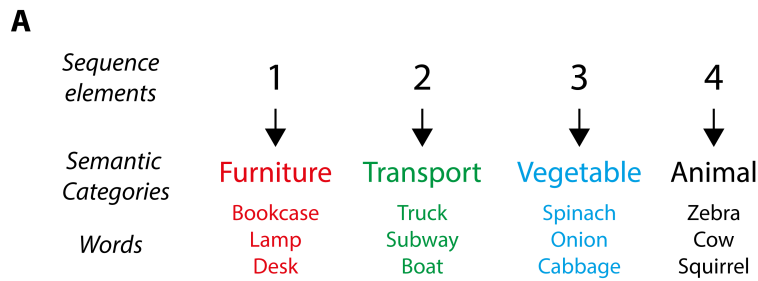 A
Sequence elements 1 2 3 4
Semantic Categories Furniture Transport Vegetable Animal
Words
Bookcase Truck Spinach Zebra
Lamp Subway Onion Cow
Desk Boat Cabbage Squirrel